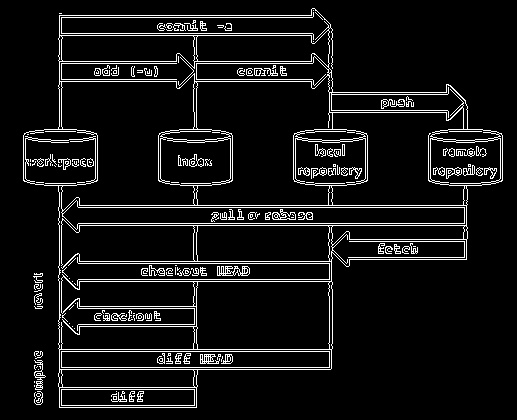 commit -a
add (-u)
commit
push
workspace
index
local
repository
remote
repository
pull or rebase
fetch
checkout HEAD
revert
checkout
compare
diff HEAD
diff